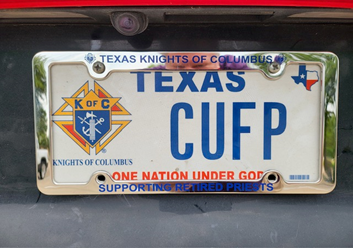 TEXAS KNIGHTS OF COLUMBUS
TEXAS
K OF C
CUFP
KNIGHTS OF COLUMBUS
ONE NATION UNDER GOD
SUPPORTING RETIRED PRIESTS